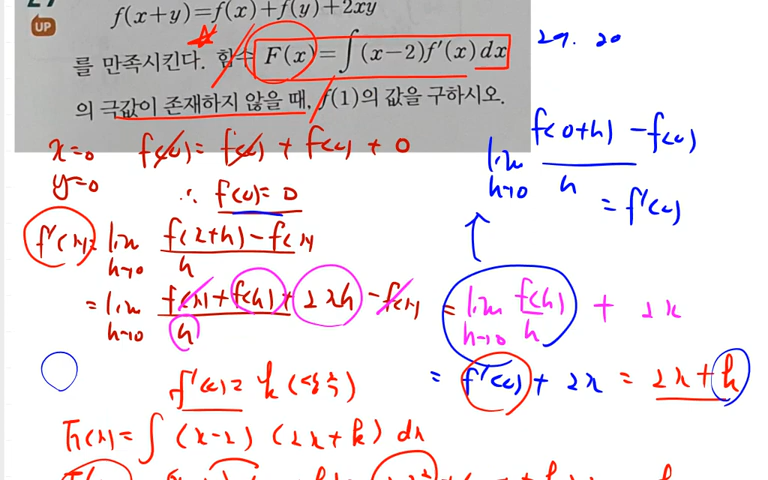 UP f(x+y)=f(x)+f(y)+2xy
를 만족시킨다. 함수 F(x)=∫(x-2)f'(x)dx
의 극값이 존재하지 않을 때, f(1)의 값을 구하시오.
29. 20
x=0
y=0
f(0)= f(0) + f(0) + 0
∴ f(0)= 0
lim h→0 f(0+h) - f(0) / h
= f'(0)
f'(x)= lim h→0 f(x+h) - f(x) / h
= lim h→0 f(x)+f(h)+2xh - f(x) / h = lim h→0 f(h) / h + 2x
= f'(0) + 2x = 2x+k
f'(0)= k (상수)
F(x)= ∫ (x-2) (2x+k) dx